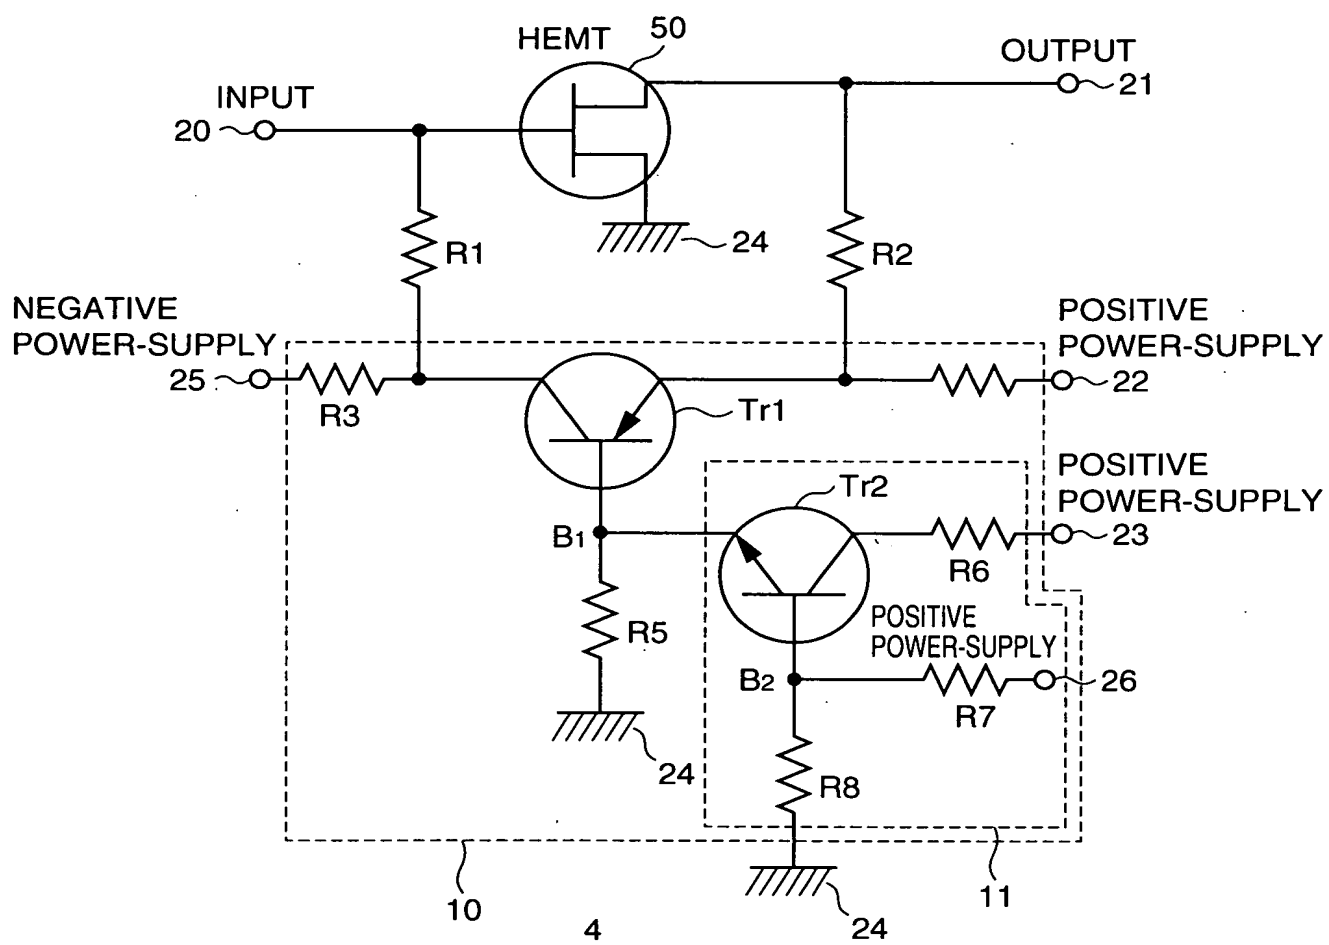 HEMT
50
OUTPUT
21
INPUT
20
R1
24
R2
NEGATIVE
POWER-SUPPLY
25
R3
Tr1
POSITIVE
POWER-SUPPLY
22
POSITIVE
POWER-SUPPLY
23
Tr2
B1
R6
R5
POSITIVE
POWER-SUPPLY
26
B2
R7
24
R8
10
11
24
4